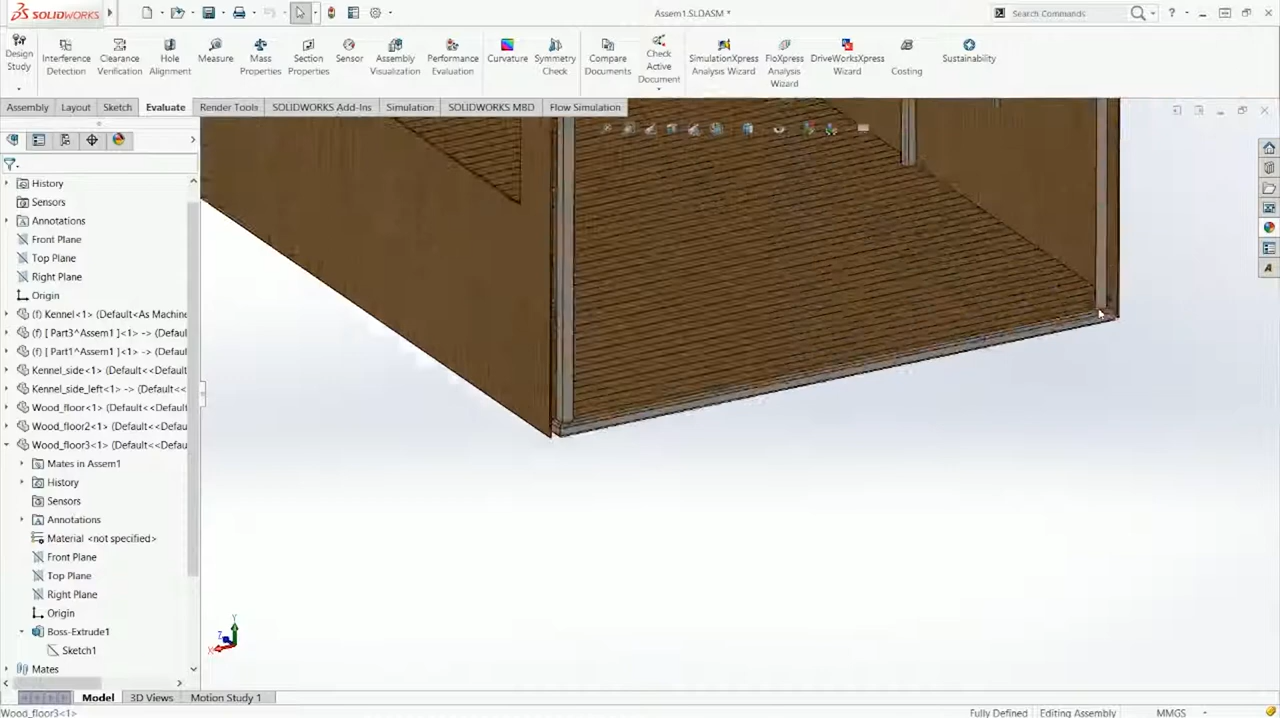 SOLIDWORKS
Assem1.SLDASM *
Search Commands
Design Study
Interference Detection
Clearance Verification
Hole Alignment
Measure
Mass Properties
Section Properties
Sensor
Assembly Visualization
Performance Evaluation
Curvature
Symmetry Check
Compare Documents
Check Active Document
SimulationXpress Analysis Wizard
FloXpress Analysis Wizard
DriveWorksXpress Wizard
Costing
Sustainability
Assembly
Layout
Sketch
Evaluate
Render Tools
SOLIDWORKS Add-Ins
Simulation
SOLIDWORKS MBD
Flow Simulation
History
Sensors
Annotations
Front Plane
Top Plane
Right Plane
Origin
(f) Kennel<1> (Default<As Machine
(f) [ Part3^Assem1 ]<1> -> (Defaul
(f) [ Part1^Assem1 ]<1> -> (Defaul
Kennel_side<1> (Default<<Default
Kennel_side_left<1> -> (Default<<
Wood_floor<1> (Default<<Default
Wood_floor2<1> (Default<<Defau
Wood_floor3<1> (Default<<Defau
Mates in Assem1
History
Sensors
Annotations
Material <not specified>
Front Plane
Top Plane
Right Plane
Origin
Boss-Extrude1
Sketch1
Mates
Y
Z
X
Model
3D Views
Motion Study 1
Wood_floor3<1>
Fully Defined
Editing Assembly
MMGS